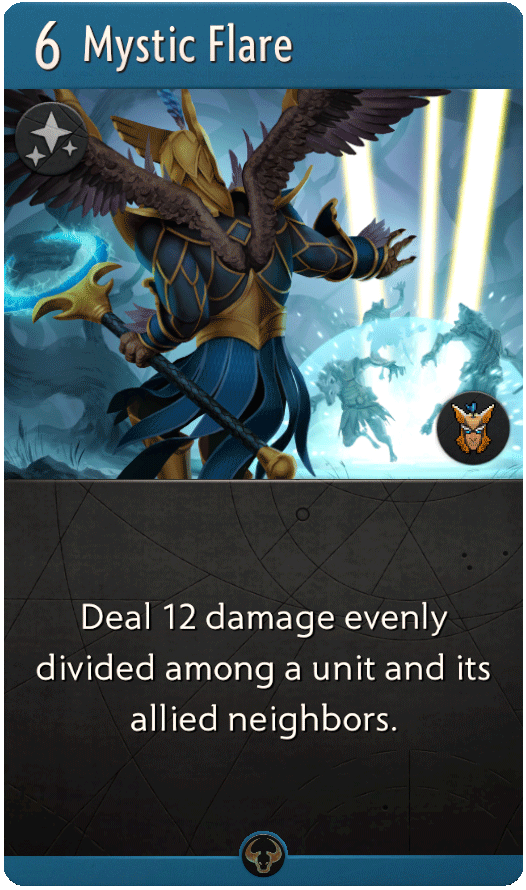 6 Mystic Flare
Deal 12 damage evenly
divided among a unit and its
allied neighbors.